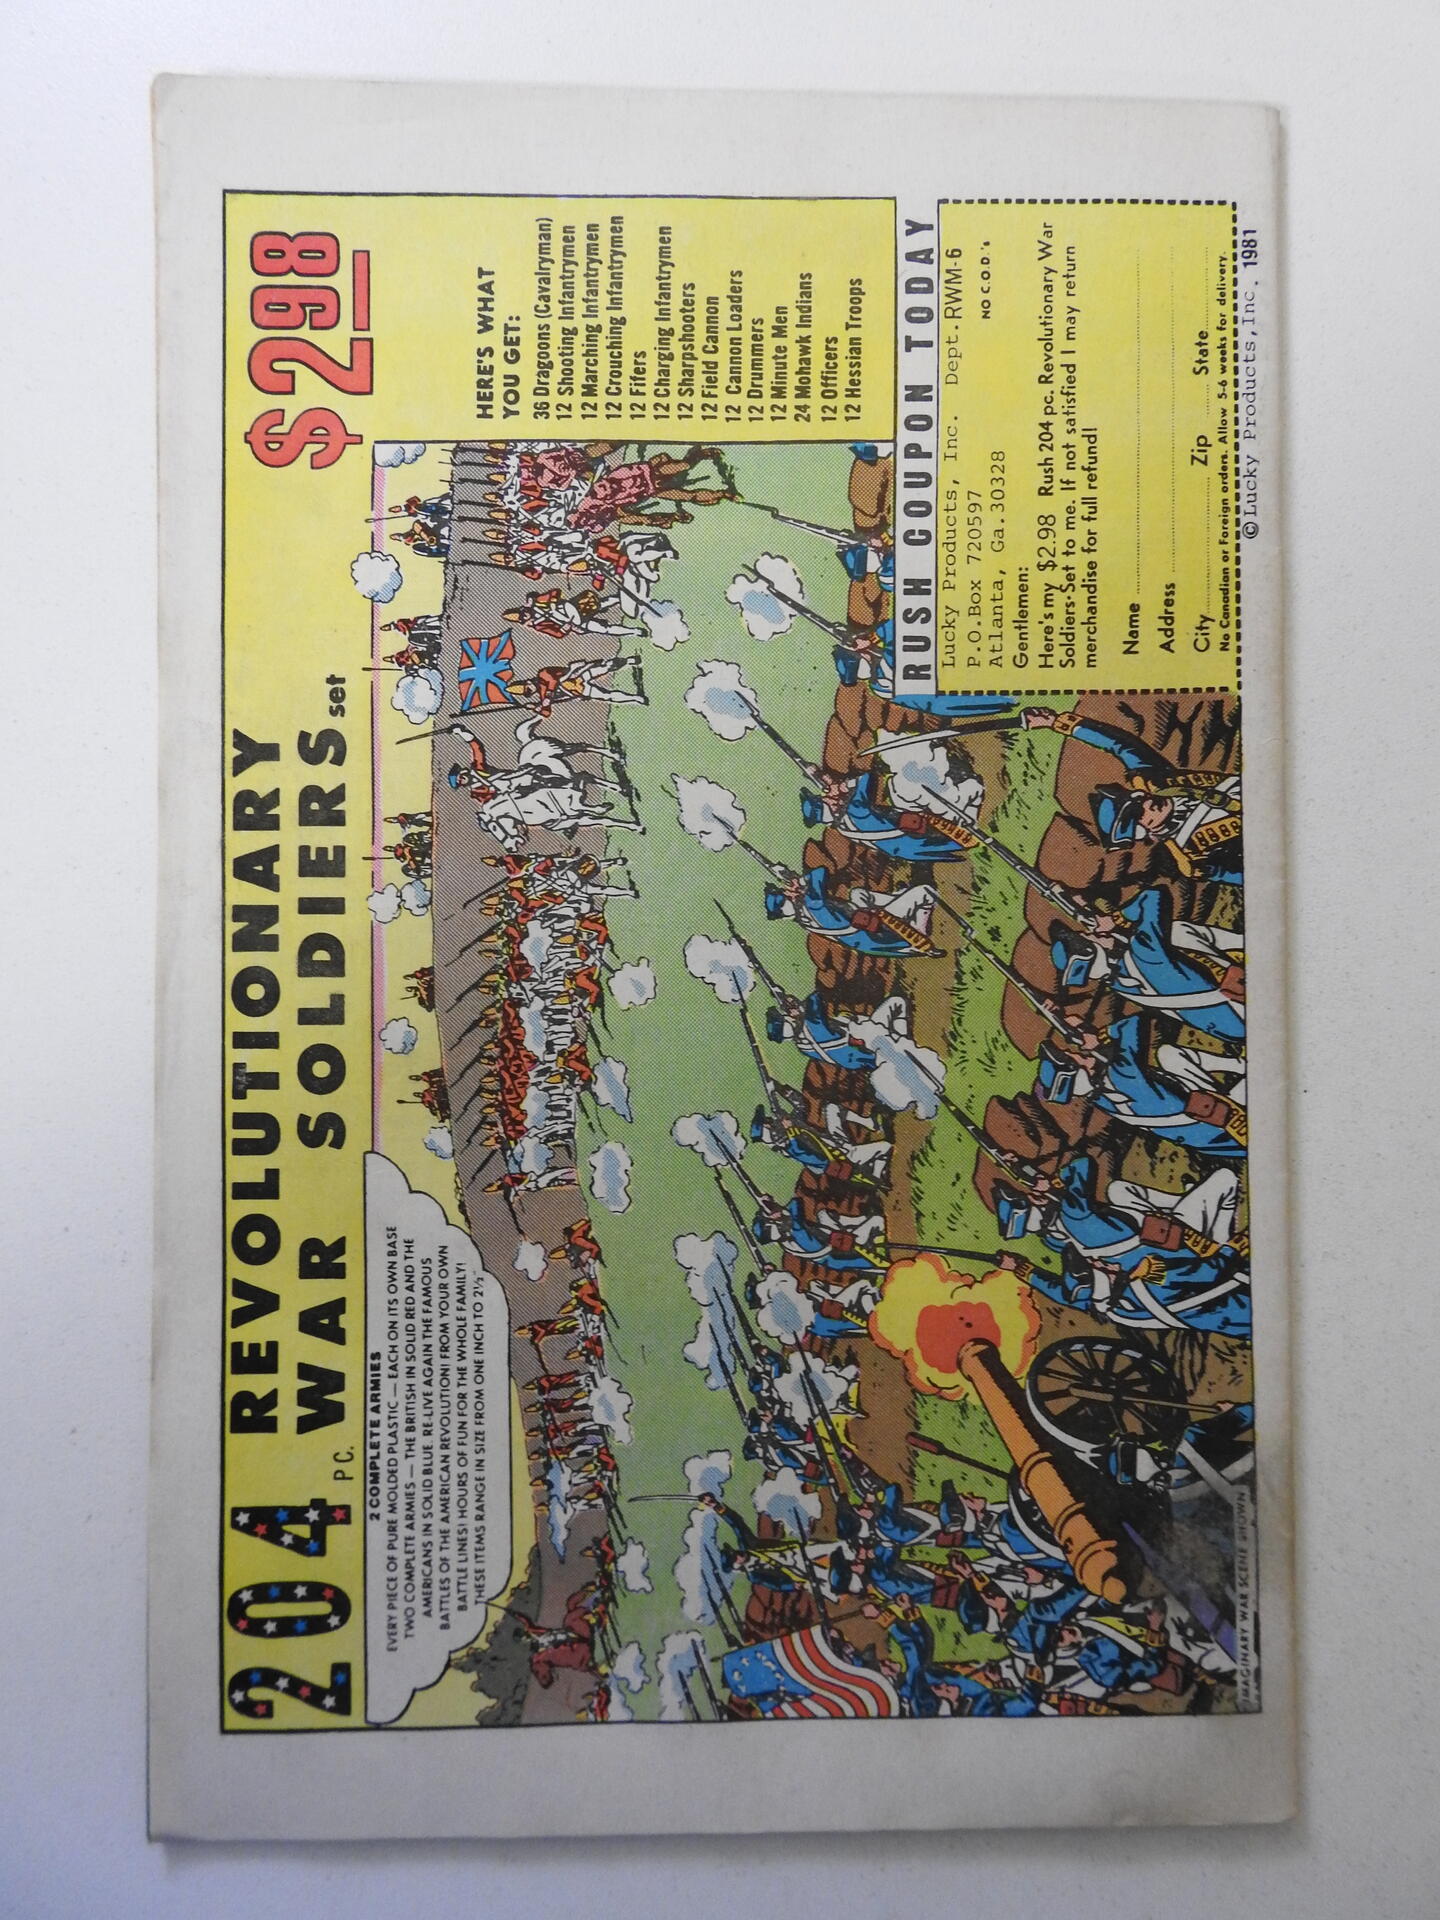 204 PC. REVOLUTIONARY
WAR SOLDIERS set
$2.98
2 COMPLETE ARMIES
EVERY PIECE OF PURE MOLDED PLASTIC — EACH ON ITS OWN BASE
TWO COMPLETE ARMIES — THE BRITISH IN SOLID RED AND THE
AMERICANS IN SOLID BLUE. RE-LIVE AGAIN THE FAMOUS
BATTLES OF THE AMERICAN REVOLUTION! FROM YOUR OWN
BATTLE LINES! HOURS OF FUN FOR THE WHOLE FAMILY!
THESE ITEMS RANGE IN SIZE FROM ONE INCH TO 2½"
HERE'S WHAT
YOU GET:
36 Dragoons (Cavalryman)
12 Shooting Infantrymen
12 Marching Infantrymen
12 Crouching Infantrymen
12 Fifers
12 Charging Infantrymen
12 Sharpshooters
12 Field Cannon
12 Cannon Loaders
12 Drummers
12 Minute Men
24 Mohawk Indians
12 Officers
12 Hessian Troops
RUSH COUPON TODAY
Lucky Products, Inc. Dept. RWM-6
P.O.Box 720597 NO C.O.D.'s
Atlanta, Ga. 30328
Gentlemen:
Here's my $2.98 Rush 204 pc. Revolutionary War
Soldiers Set to me. If not satisfied I may return
merchandise for full refund!
Name
Address
City Zip State
No Canadian or Foreign orders. Allow 5-6 weeks for delivery.
©Lucky Products, Inc. 1981
IMAGINARY WAR SCENE SHOWN